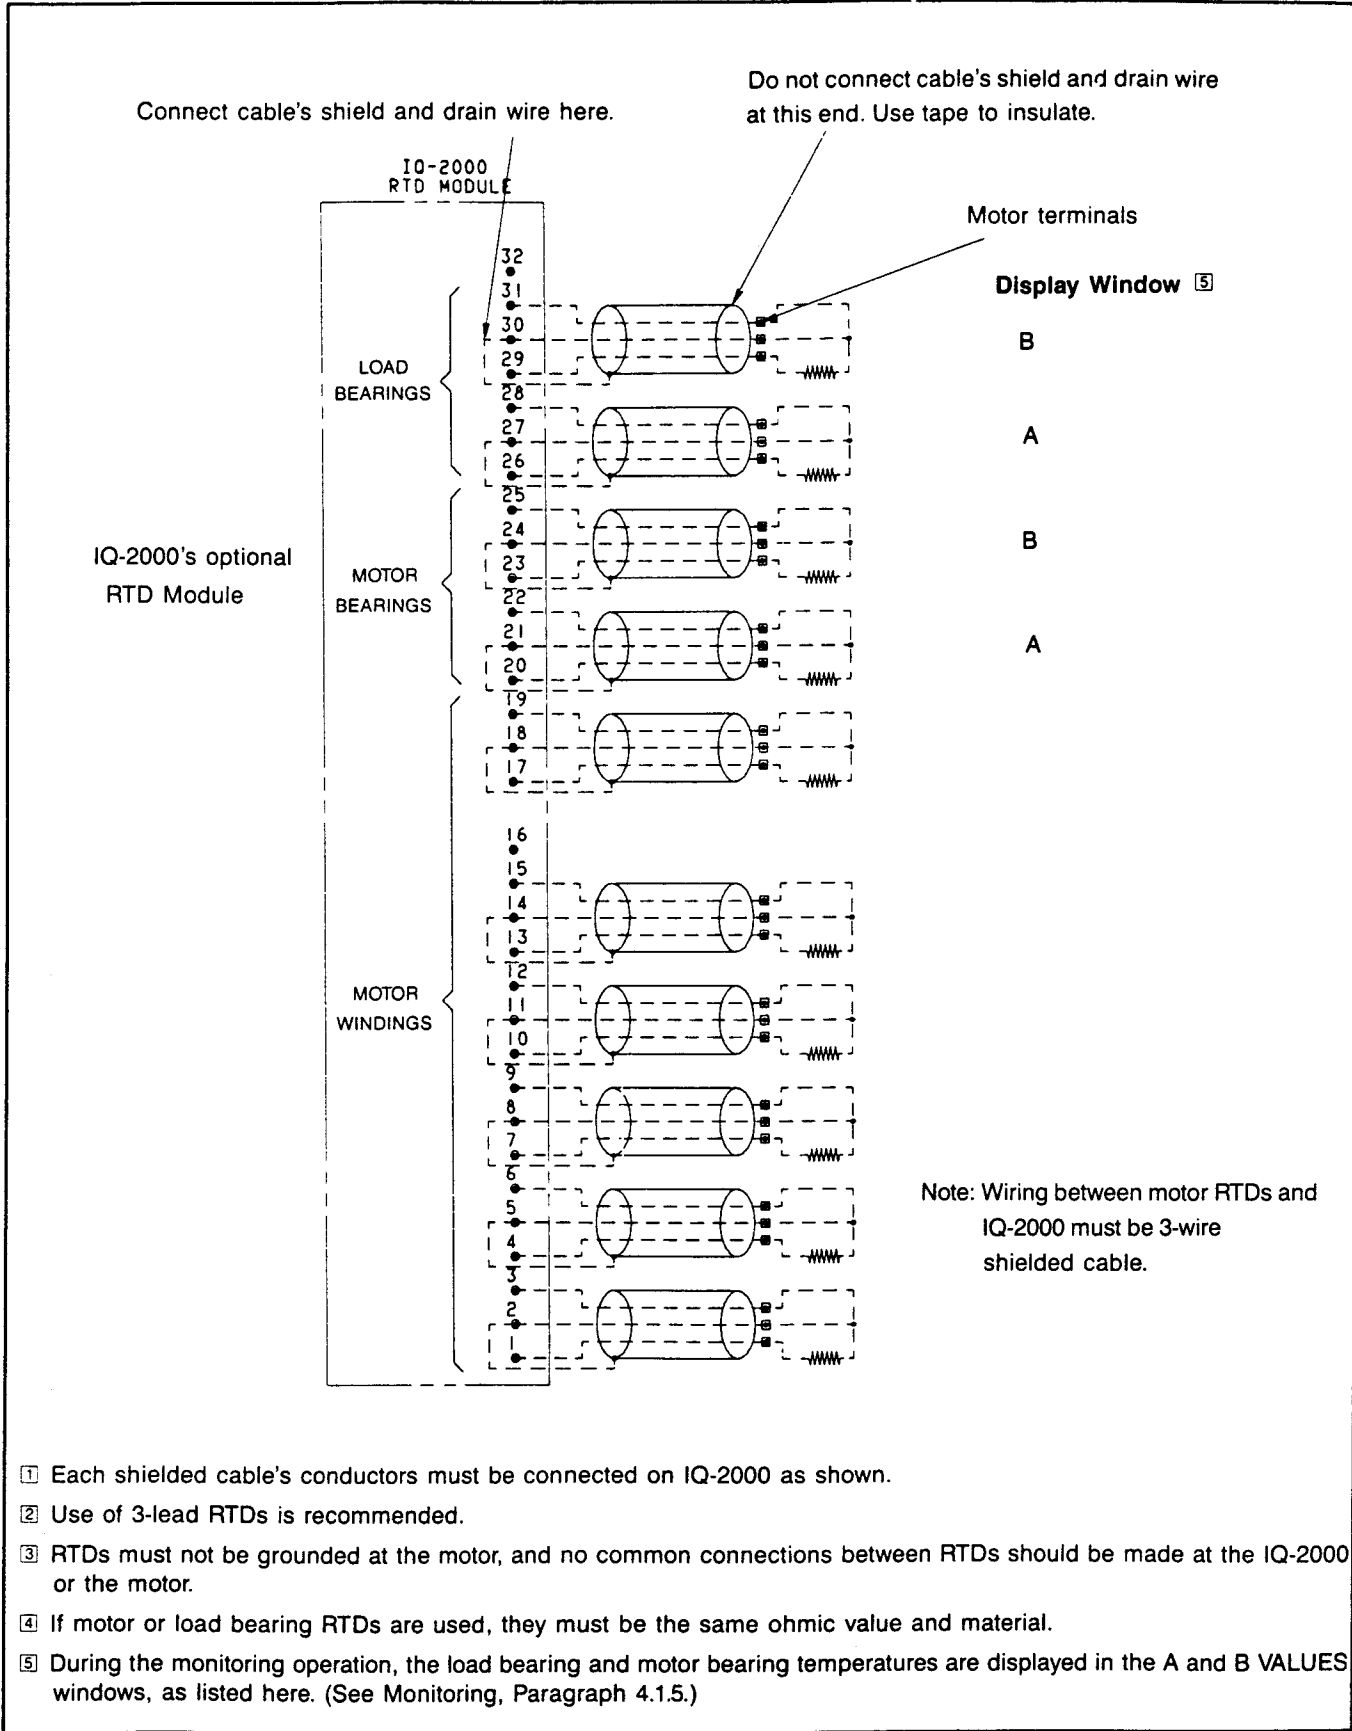 Do not connect cable's shield and drain wire
at this end. Use tape to insulate.
Connect cable's shield and drain wire here.
IQ-2000
RTD MODULE
Motor terminals
Display Window 5
32
31
30
29
LOAD
BEARINGS
B
28
27
26
A
25
24
23
MOTOR
BEARINGS
B
IQ-2000's optional
RTD Module
22
21
20
A
19
18
17
16
15
14
13
12
11
10
MOTOR
WINDINGS
9
8
7
6
5
4
3
2
1
Note: Wiring between motor RTDs and
IQ-2000 must be 3-wire
shielded cable.
1 Each shielded cable's conductors must be connected on IQ-2000 as shown.
2 Use of 3-lead RTDs is recommended.
3 RTDs must not be grounded at the motor, and no common connections between RTDs should be made at the IQ-2000
or the motor.
4 If motor or load bearing RTDs are used, they must be the same ohmic value and material.
5 During the monitoring operation, the load bearing and motor bearing temperatures are displayed in the A and B VALUES
windows, as listed here. (See Monitoring, Paragraph 4.1.5.)